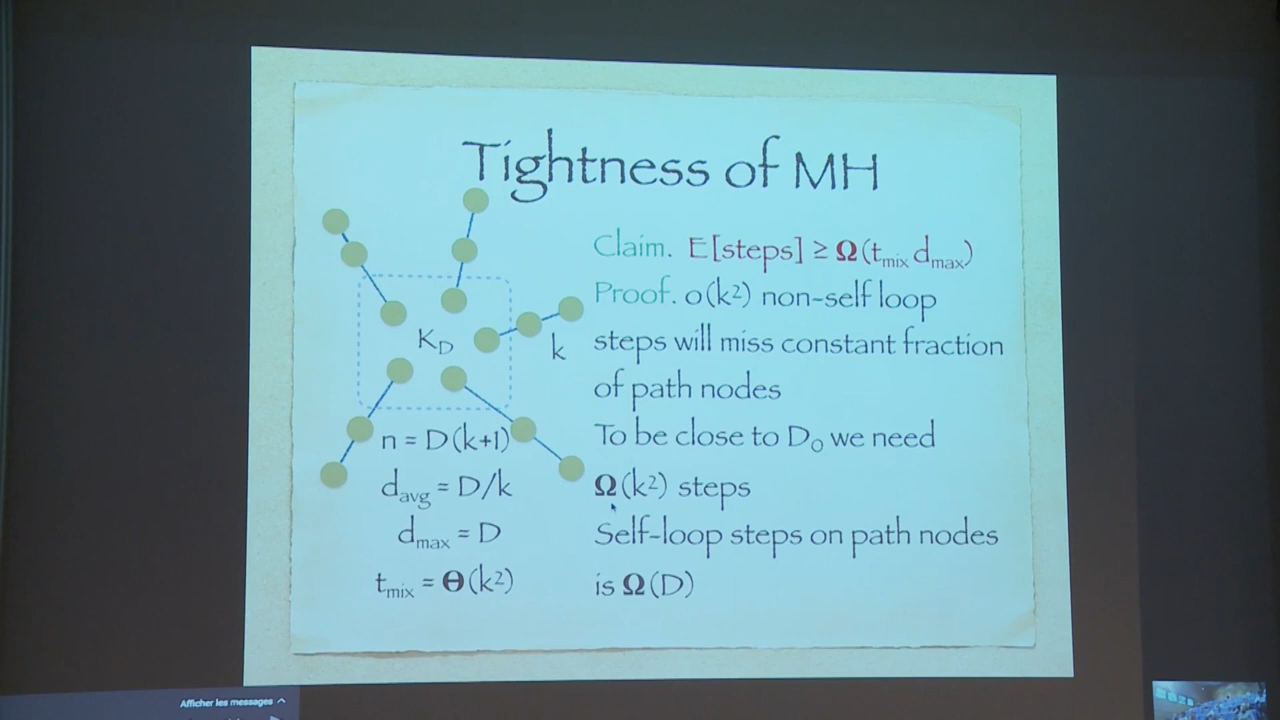 Tightness of MH
Claim. E[steps] ≥ Ω(t_mix d_max)
Proof. o(k²) non-self loop
steps will miss constant fraction
of path nodes
To be close to D₀ we need
Ω(k²) steps
Self-loop steps on path nodes
is Ω(D)
K_D
k
n = D(k+1)
d_avg = D/k
d_max = D
t_mix = Θ(k²)
Afficher les messages